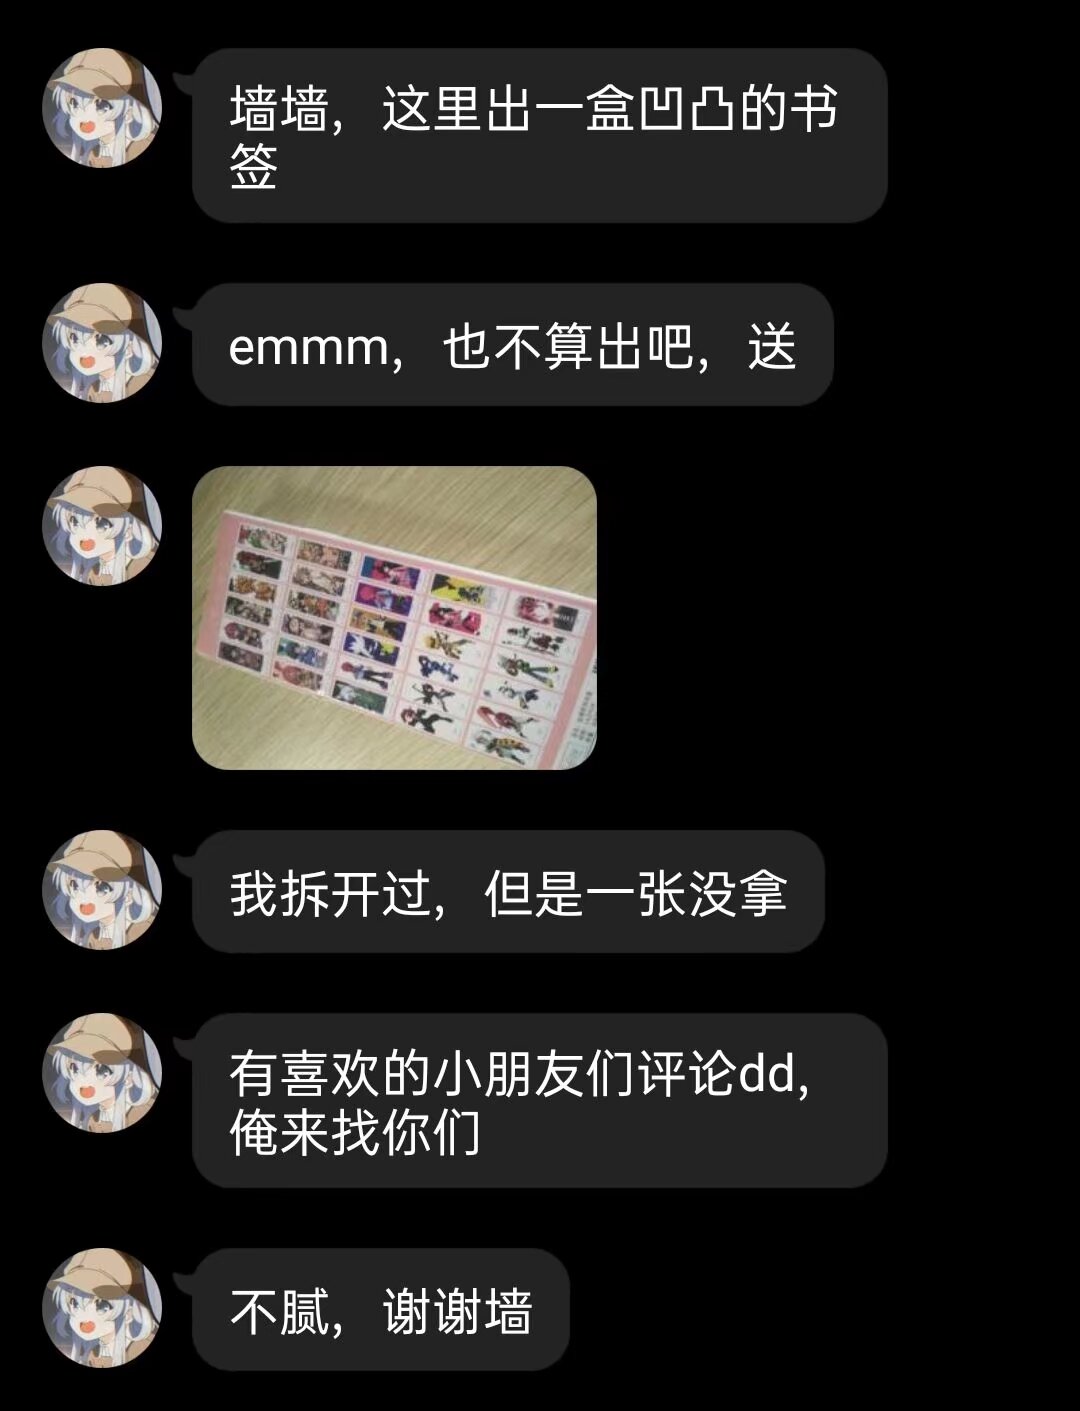 墙墙，这里出一盒凹凸的书
签
emmm，也不算出吧，送
我拆开过，但是一张没拿
有喜欢的小朋友们评论dd，
俺来找你们
不腻，谢谢墙